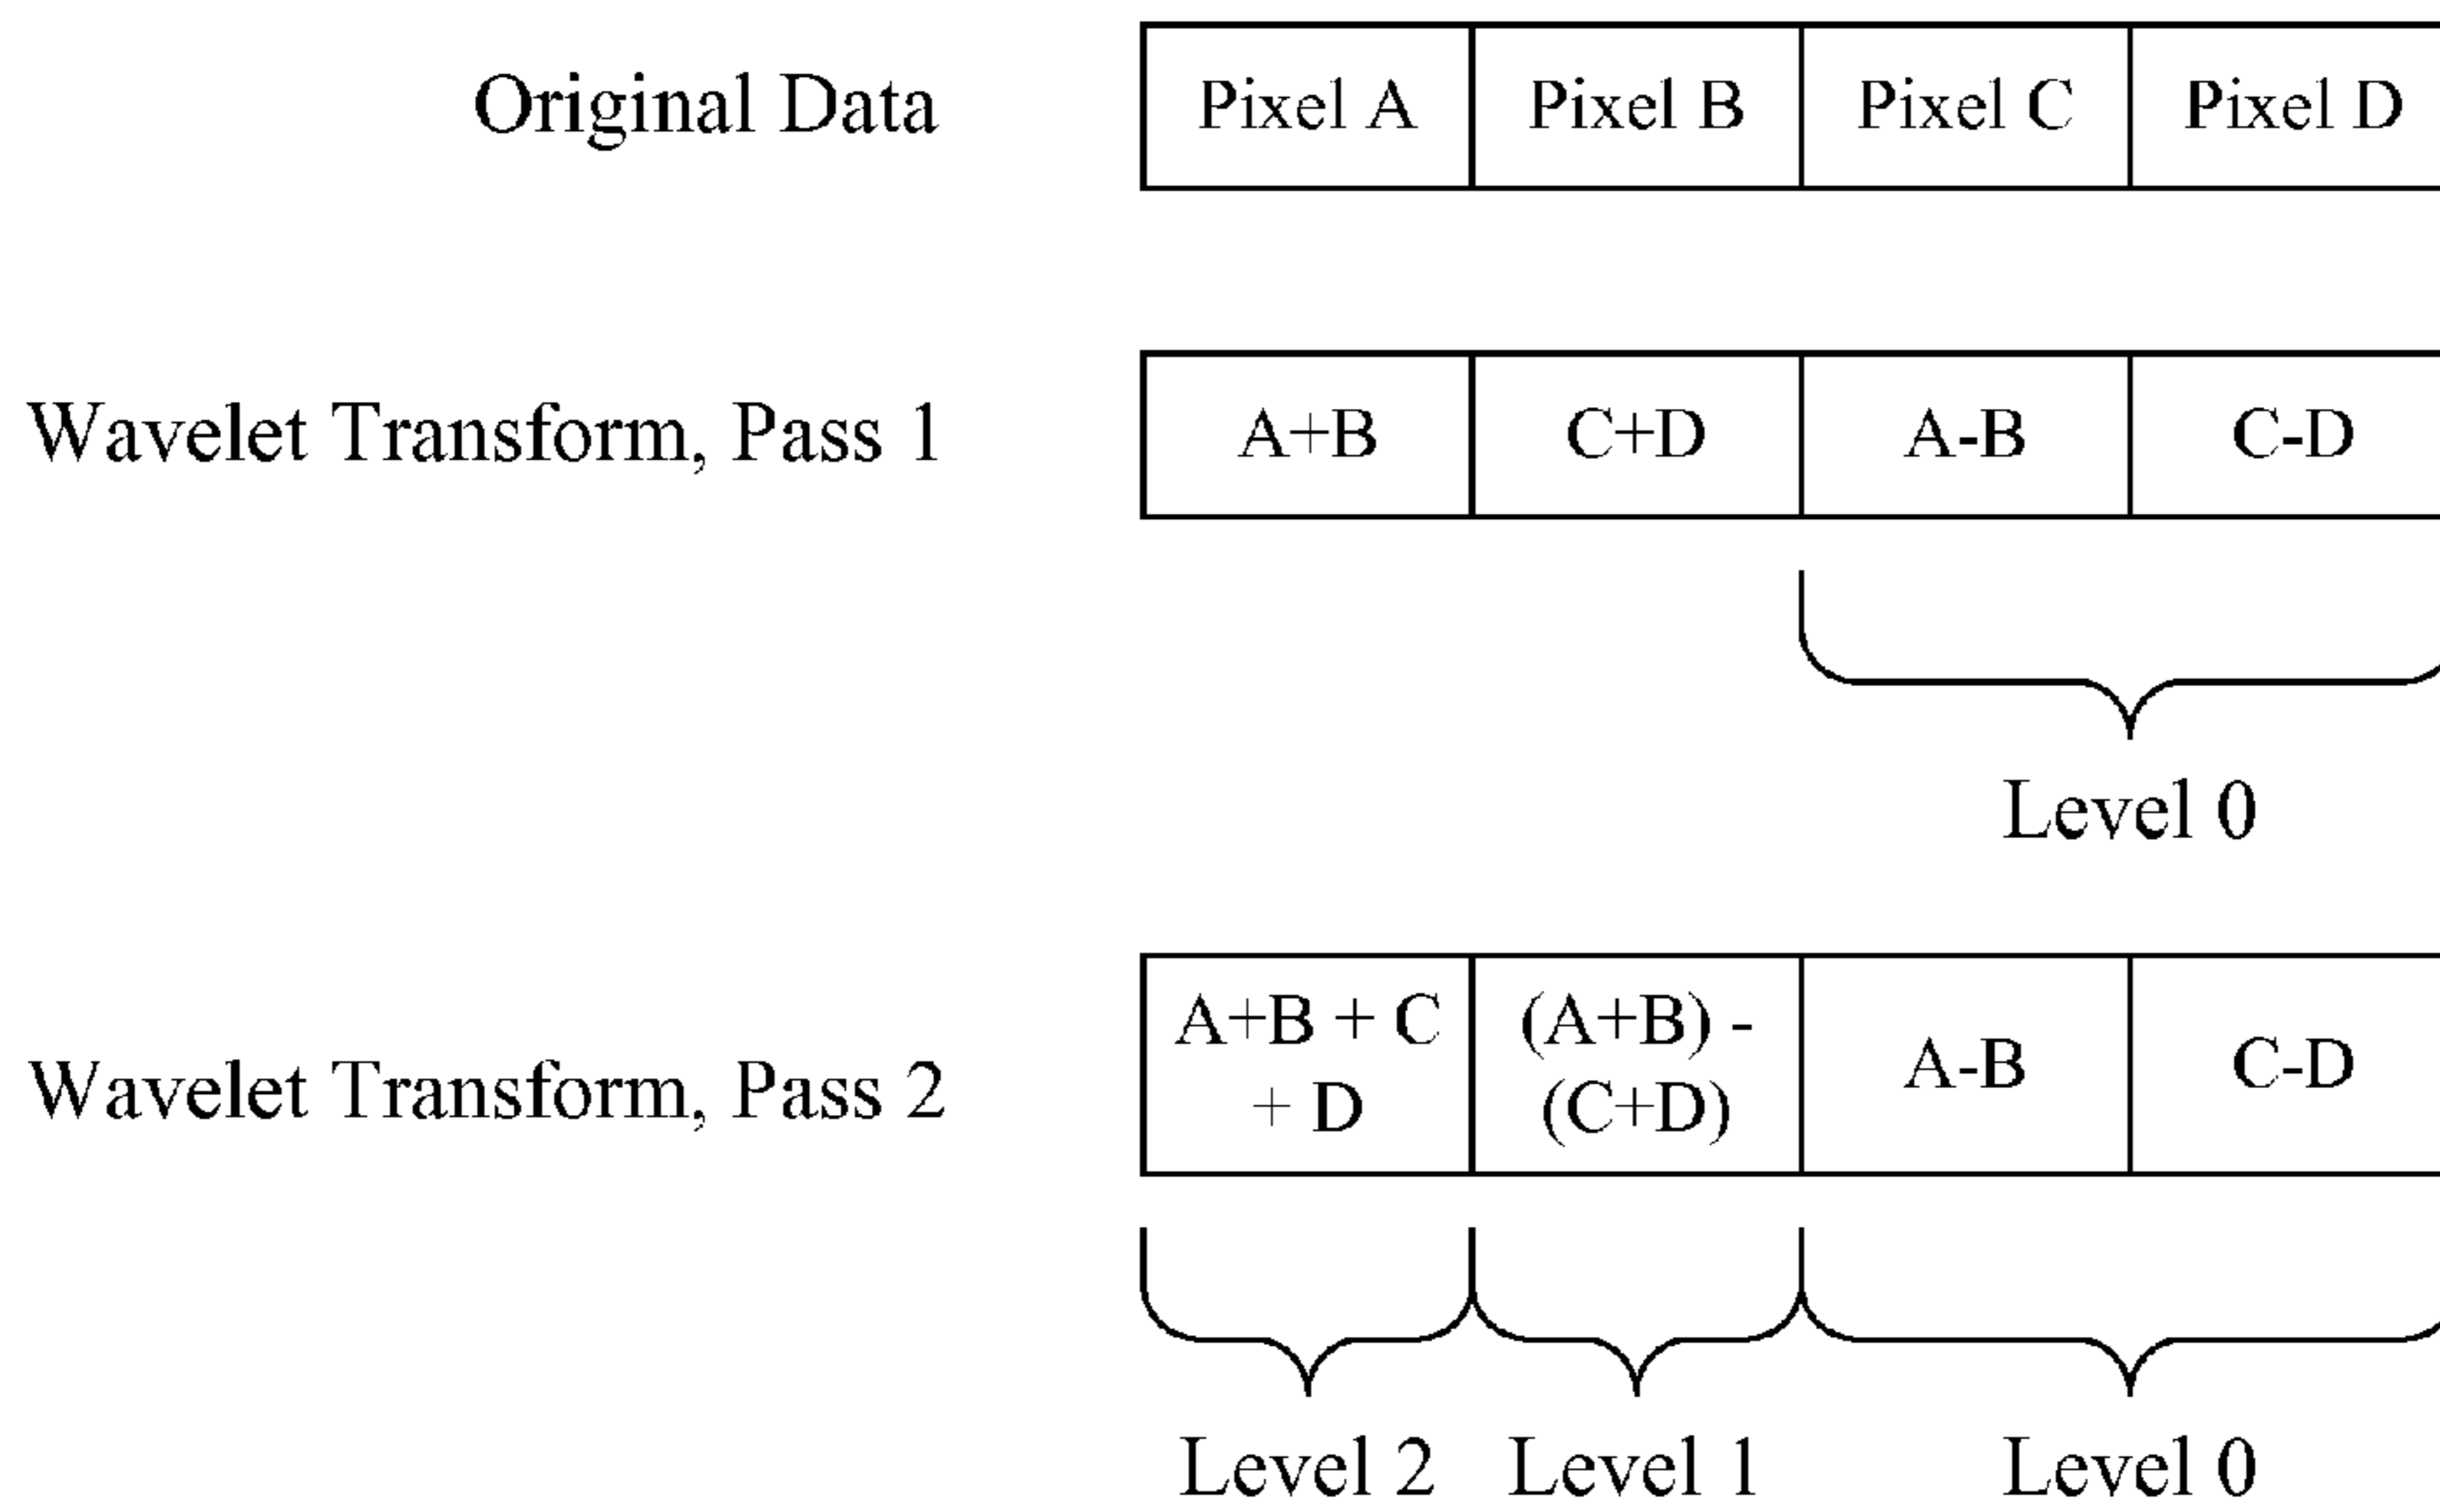 Original Data
Pixel A
Pixel B
Pixel C
Pixel D
Wavelet Transform, Pass 1
A+B
C+D
A-B
C-D
Level 0
Wavelet Transform, Pass 2
A+B + C
+ D
(A+B) -
(C+D)
A-B
C-D
Level 2
Level 1
Level 0